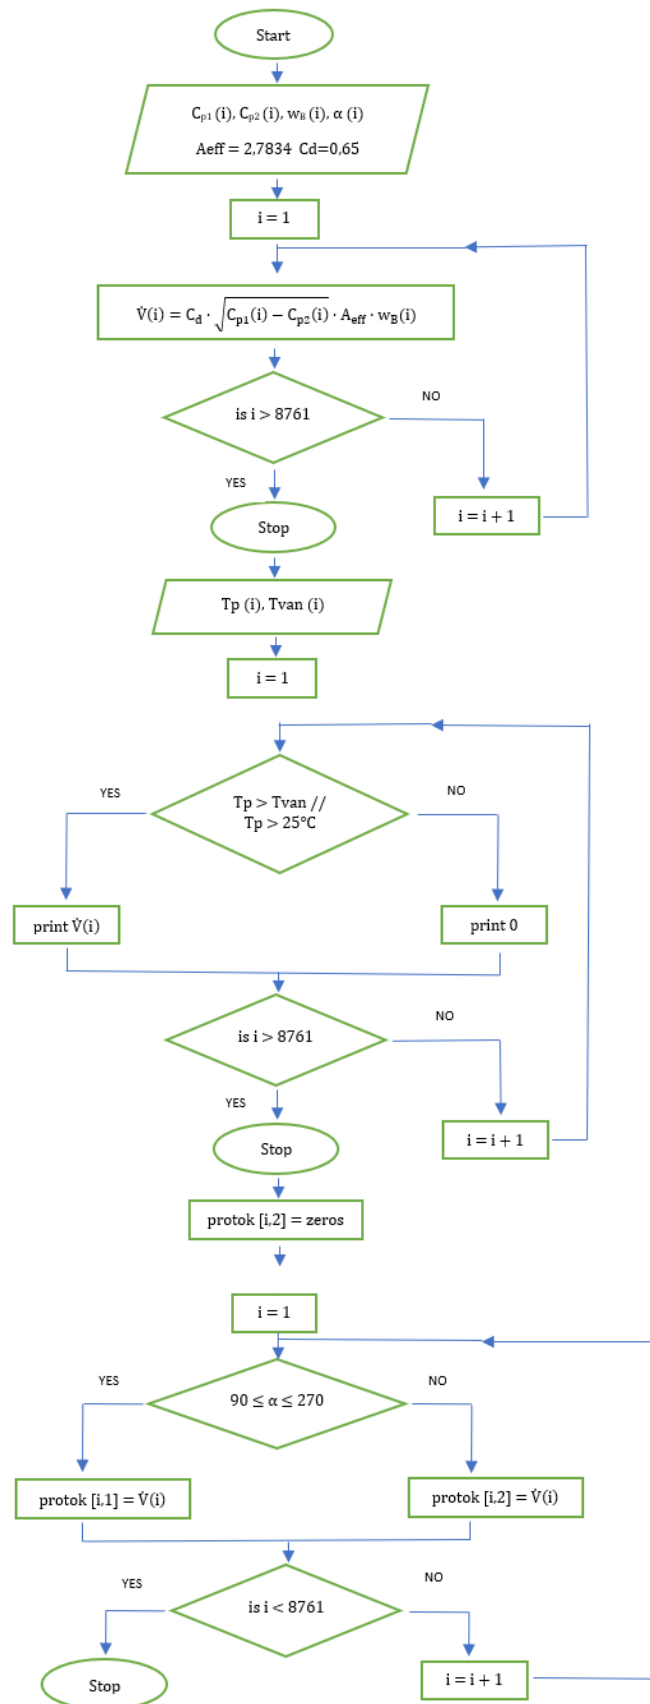 Start
Cp1 (i), Cp2 (i), wB (i), α (i)
Aeff = 2,7834 Cd=0,65
i = 1
V̇(i) = Cd · √(Cp1(i) − Cp2(i)) · Aeff · wB(i)
is i > 8761
NO
YES
i = i + 1
Stop
Tp (i), Tvan (i)
i = 1
YES
NO
Tp > Tvan //
Tp > 25°C
print V̇(i)
print 0
is i > 8761
NO
YES
i = i + 1
Stop
protok [i,2] = zeros
i = 1
YES
NO
90 ≤ α ≤ 270
protok [i,1] = V̇(i)
protok [i,2] = V̇(i)
YES
NO
is i < 8761
Stop
i = i + 1